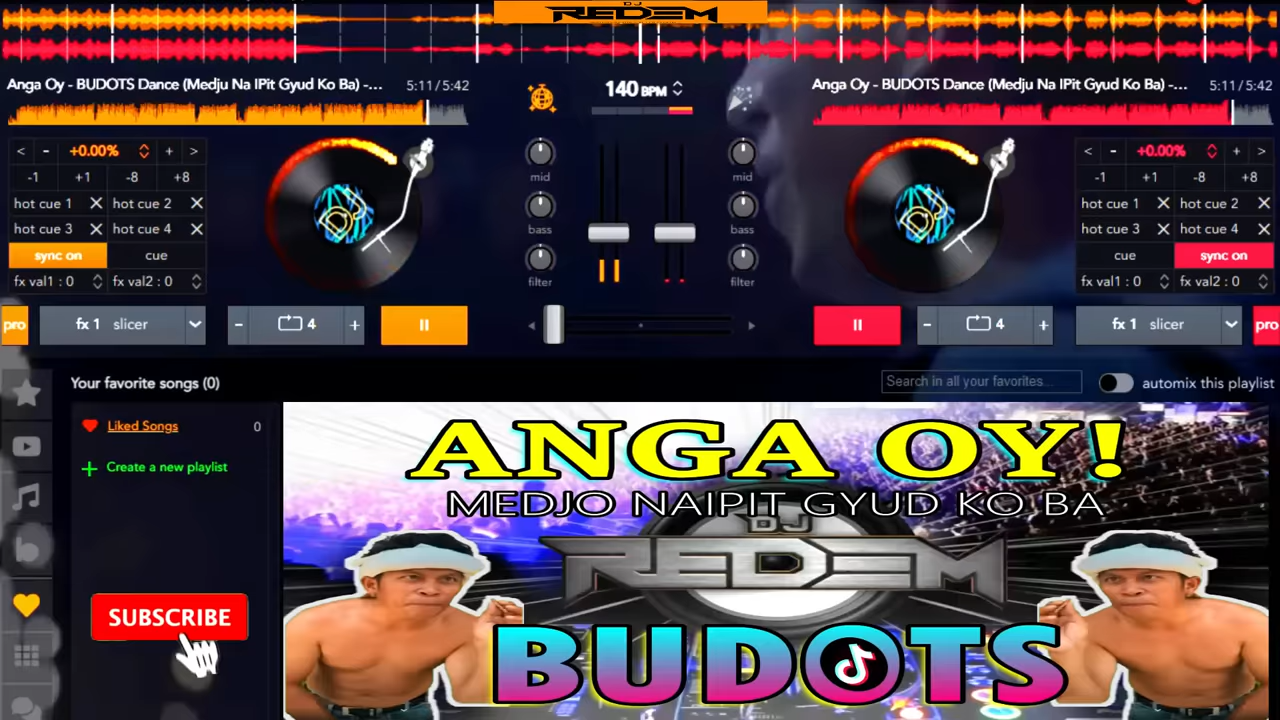 DJ
REDEM
Anga Oy - BUDOTS Dance (Medju Na IPit Gyud Ko Ba) -...
5:11/5:42
140 BPM
Anga Oy - BUDOTS Dance (Medju Na IPit Gyud Ko Ba) -...
5:11/5:42
< - +0.00% + >
-1 +1 -8 +8
hot cue 1 X hot cue 2 X
hot cue 3 X hot cue 4 X
sync on cue
fx val1 : 0 fx val2 : 0
mid
bass
filter
mid
bass
filter
< - +0.00% + >
-1 +1 -8 +8
hot cue 1 X hot cue 2 X
hot cue 3 X hot cue 4 X
cue sync on
fx val1 : 0 fx val2 : 0
pro fx 1 slicer - 4 +
- 4 + fx 1 slicer pro
Your favorite songs (0)
Search in all your favorites...
automix this playlist
Liked Songs 0
+ Create a new playlist
SUBSCRIBE
ANGA OY!
MEDJO NAIPIT GYUD KO BA
DJ
REDEM
BUDOTS